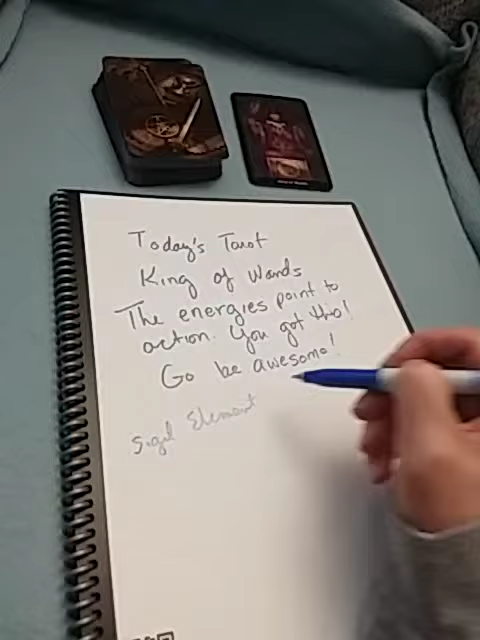 Today's Tarot
King of Wands
The energies point to
action. You got this!
Go be awesome!
Sigil Element